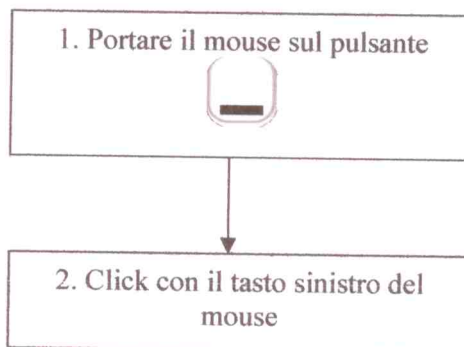 1. Portare il mouse sul pulsante
2. Click con il tasto sinistro del
mouse